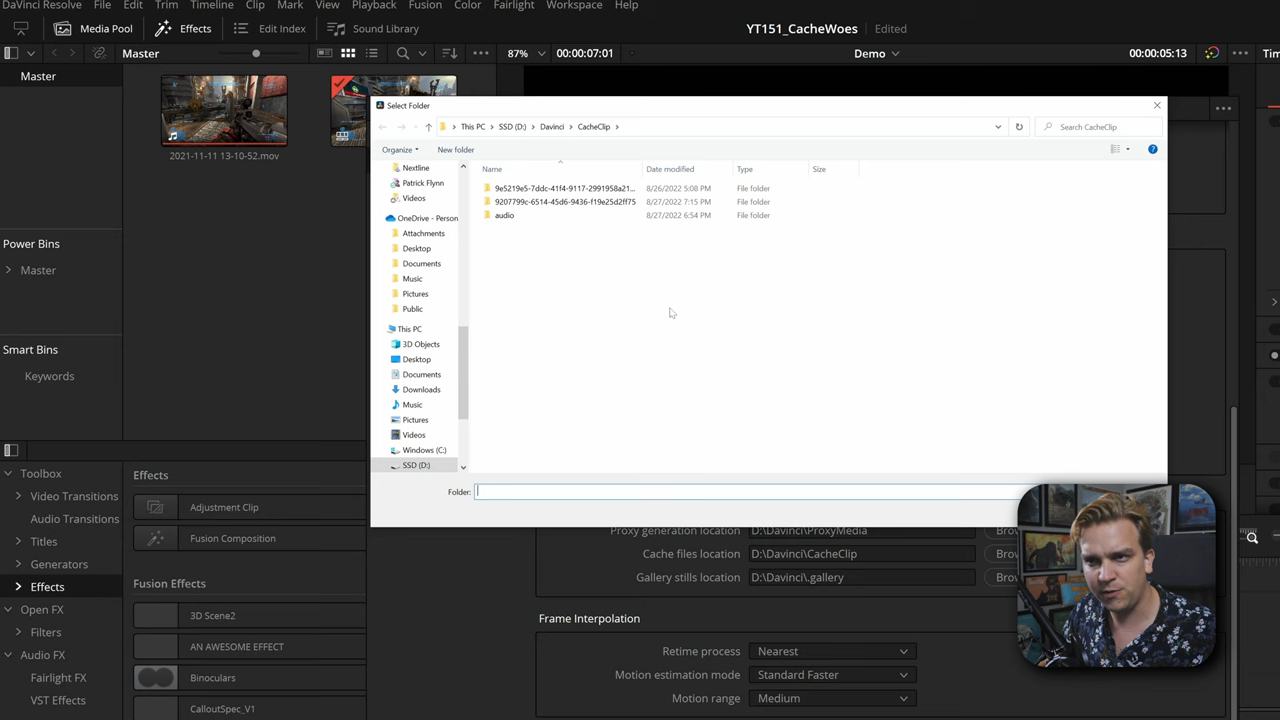 DaVinci Resolve File Edit Trim Timeline Clip Mark View Playback Fusion Color Fairlight Workspace Help
Media Pool Effects Edit Index Sound Library YT151_CacheWoes Edited
Master 87% 00:00:07:01 Demo 00:00:05:13
Master
2021-11-11 13-10-52.mov
Power Bins
Master
Smart Bins
Keywords
Select Folder
This PC SSD (D:) Davinci CacheClip Search CacheClip
Organize New folder
Name Date modified Type Size
9e5219e5-7ddc-41f4-9117-2991958a21... 8/26/2022 5:08 PM File folder
9207799c-6514-45d6-9436-f19e25d2ff75 8/27/2022 7:15 PM File folder
audio 8/27/2022 6:54 PM File folder
Nextline
Patrick Flynn
Videos
OneDrive - Person
Attachments
Desktop
Documents
Music
Pictures
Public
This PC
3D Objects
Desktop
Documents
Downloads
Music
Pictures
Videos
Windows (C:)
SSD (D:)
Folder:
Toolbox
Video Transitions
Audio Transitions
Titles
Generators
Effects
Open FX
Filters
Audio FX
Fairlight FX
VST Effects
Effects
Adjustment Clip
Fusion Composition
Fusion Effects
3D Scene2
AN AWESOME EFFECT
Binoculars
CalloutSpec_V1
Proxy generation location D:\Davinci\ProxyMedia
Cache files location D:\Davinci\CacheClip
Gallery stills location D:\Davinci\.gallery
Frame Interpolation
Retime process Nearest
Motion estimation mode Standard Faster
Motion range Medium